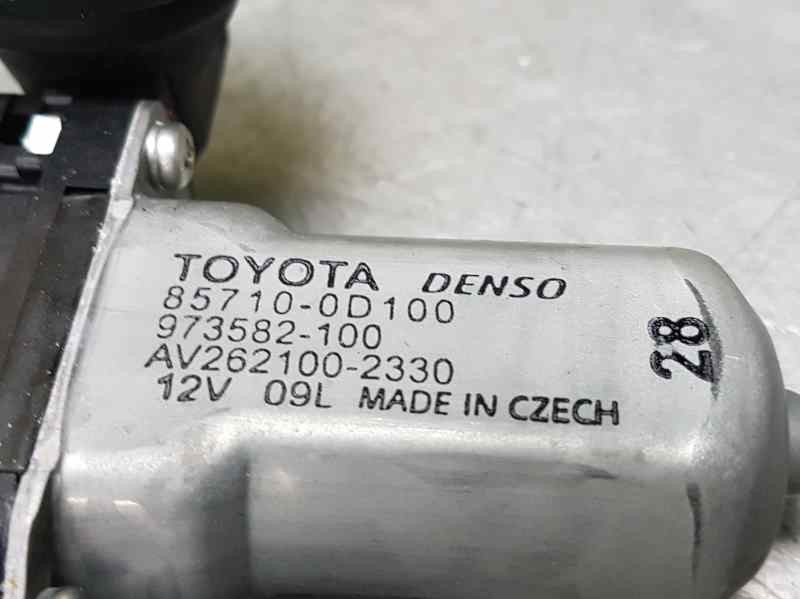 TOYOTA DENSO
85710-0D100
973582-100
AV262100-2330
12V 09L MADE IN CZECH
28